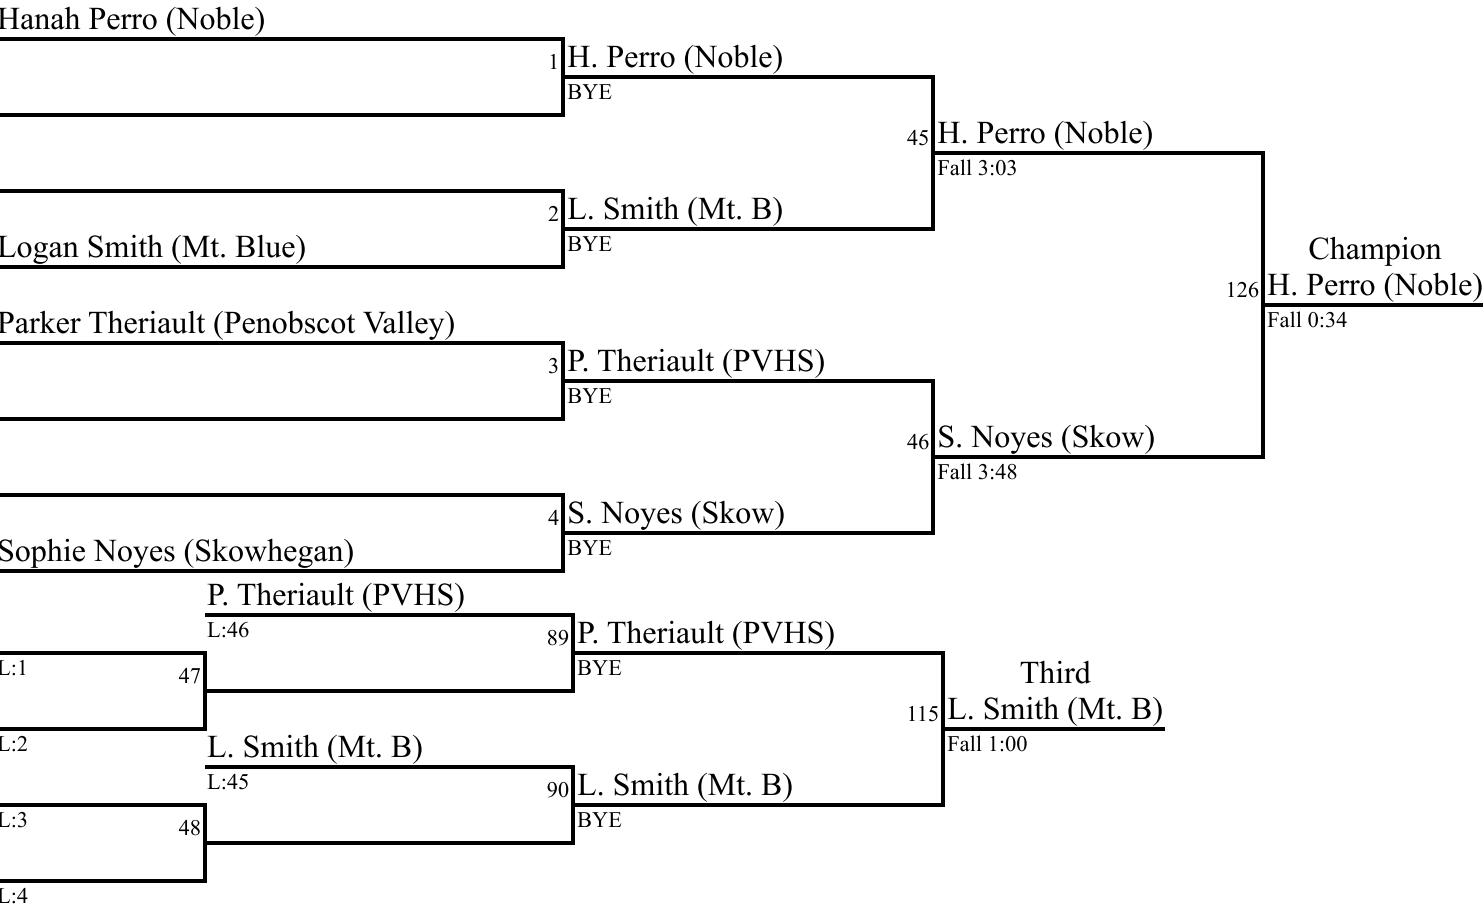 Hanah Perro (Noble)
1
H. Perro (Noble)
BYE
45
H. Perro (Noble)
Fall 3:03
2
L. Smith (Mt. B)
BYE
Logan Smith (Mt. Blue)
Champion
126
H. Perro (Noble)
Fall 0:34
Parker Theriault (Penobscot Valley)
3
P. Theriault (PVHS)
BYE
46
S. Noyes (Skow)
Fall 3:48
4
S. Noyes (Skow)
BYE
Sophie Noyes (Skowhegan)
P. Theriault (PVHS)
L:46
89
P. Theriault (PVHS)
BYE
L:1
47
L:2
Third
115
L. Smith (Mt. B)
Fall 1:00
L. Smith (Mt. B)
L:45
90
L. Smith (Mt. B)
BYE
L:3
48
L:4